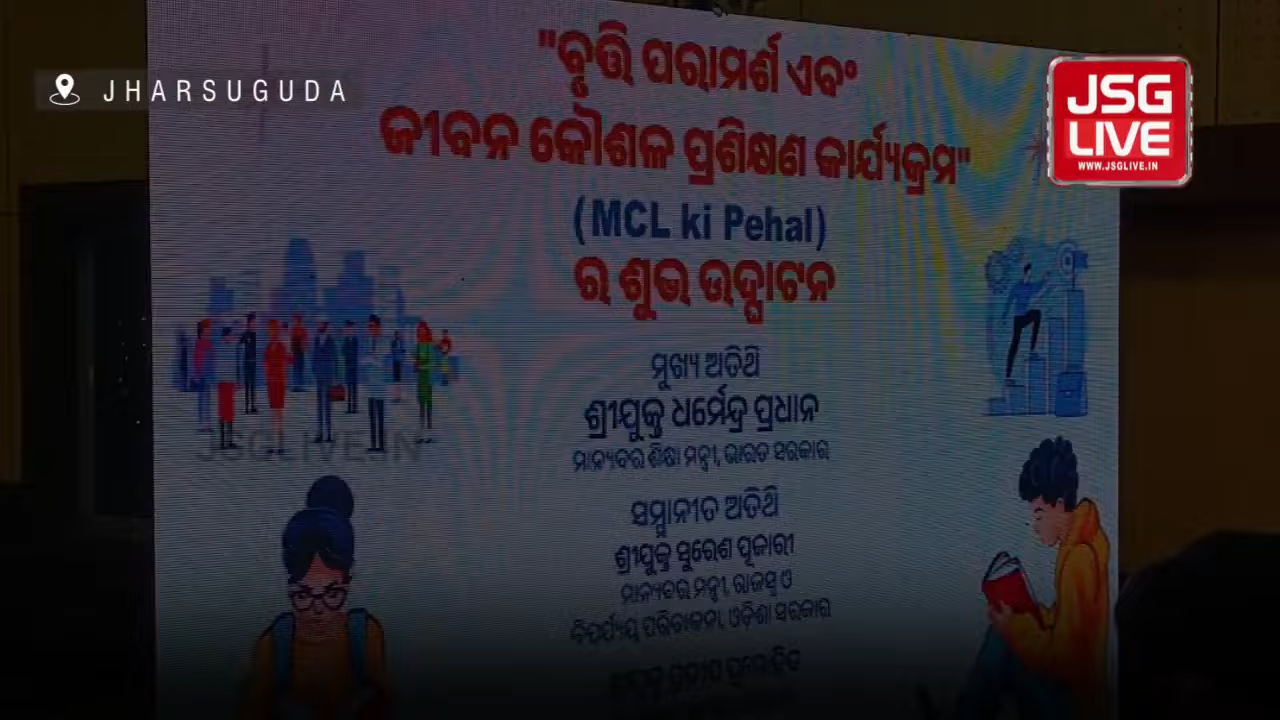 JHARSUGUDA
JSG
LIVE
WWW.JSGLIVE.IN
"ବୃତ୍ତି ପରାମର୍ଶ ଏବଂ
ଜୀବନ କୌଶଳ ପ୍ରଶିକ୍ଷଣ କାର୍ଯ୍ୟକ୍ରମ"
(MCL ki Pehal)
ର ଶୁଭ ଉଦ୍ଘାଟନ
ମୁଖ୍ୟ ଅତିଥି
ଶ୍ରୀଯୁକ୍ତ ଧର୍ମେନ୍ଦ୍ର ପ୍ରଧାନ
ମାନ୍ୟବର ଶିକ୍ଷା ମନ୍ତ୍ରୀ, ଭାରତ ସରକାର
JSGLIVE.IN
ସମ୍ମାନୀତ ଅତିଥି
ଶ୍ରୀଯୁକ୍ତ ସୁରେଶ ପୂଜାରୀ
ମାନ୍ୟବର ମନ୍ତ୍ରୀ, ରାଜସ୍ୱ ଓ
ବିପର୍ଯ୍ୟୟ ପରିଚାଳନା, ଓଡ଼ିଶା ସରକାର